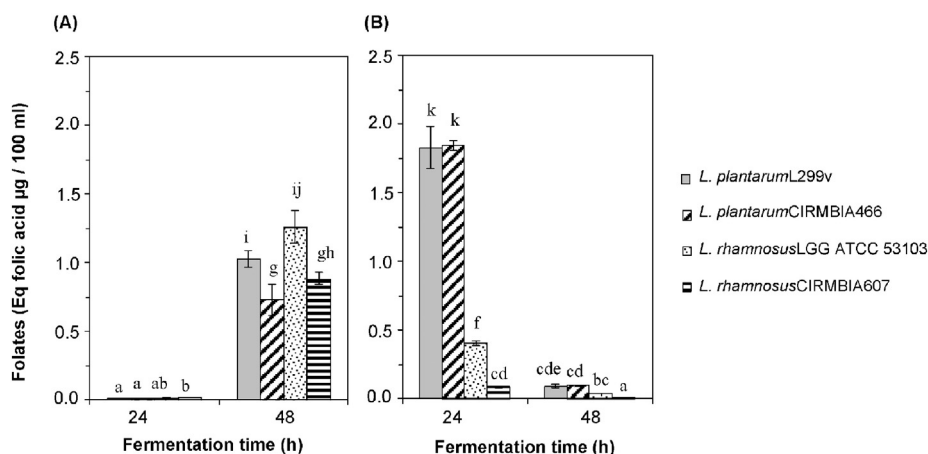 (A)
(B)
Folates (Eq folic acid µg / 100 ml)
2.5
2.0
1.5
1.0
0.5
0.0
a a ab b
i
g
ij
gh
24 48
Fermentation time (h)
2.5
2.0
1.5
1.0
0.5
0.0
k
k
f
cd
cde cd bc a
24 48
Fermentation time (h)
L. plantarumL299v
L. plantarumCIRMBIA466
L. rhamnosusLGG ATCC 53103
L. rhamnosusCIRMBIA607